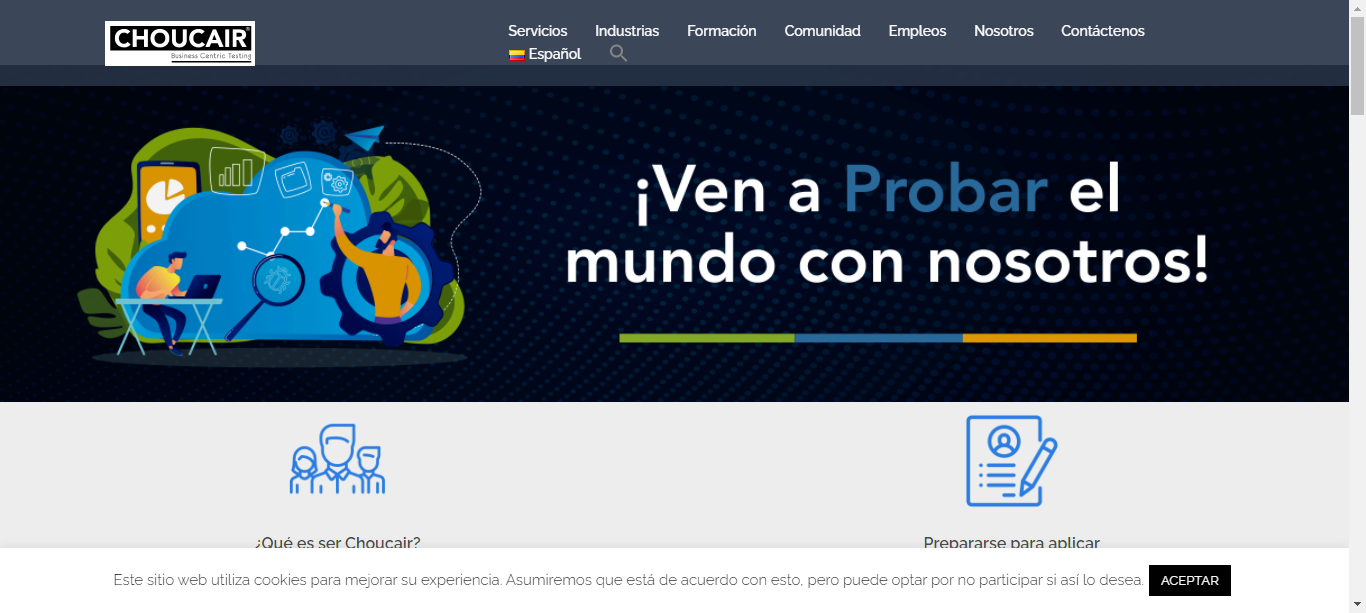 CHOUCAIR
Business Centric Testing
Servicios Industrias Formación Comunidad Empleos Nosotros Contáctenos
Español
¡Ven a Probar el
mundo con nosotros!
¿Qué es ser Choucair? Prepararse para aplicar
Este sitio web utiliza cookies para mejorar su experiencia. Asumiremos que está de acuerdo con esto, pero puede optar por no participar si así lo desea. ACEPTAR